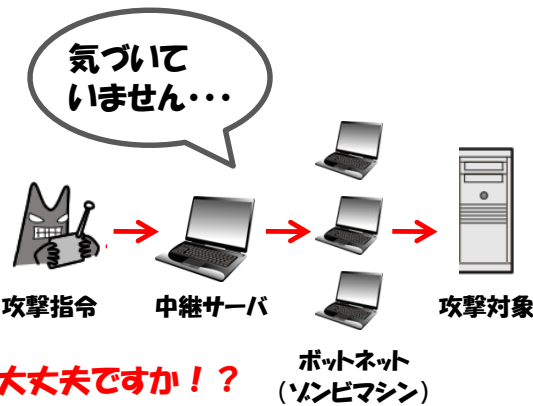 気づいて
いません・・・
攻撃指令
中継サーバ
攻撃対象
大丈夫ですか！？
ボットネット
（ゾンビマシン）